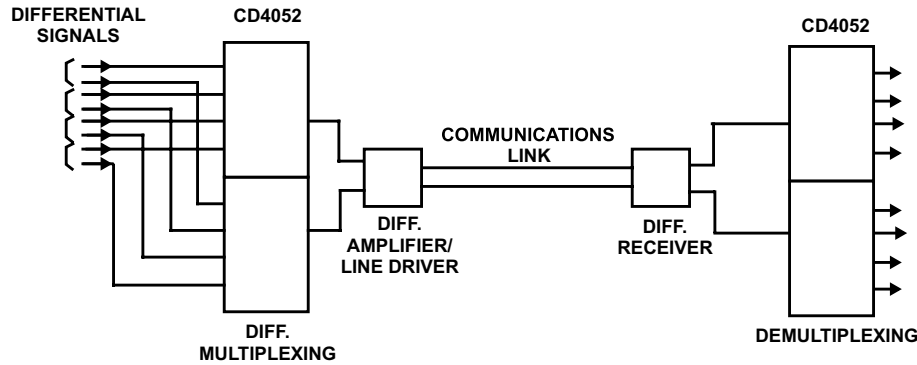 DIFFERENTIAL
SIGNALS
CD4052
CD4052
COMMUNICATIONS
LINK
DIFF.
AMPLIFIER/
LINE DRIVER
DIFF.
RECEIVER
DIFF.
MULTIPLEXING
DEMULTIPLEXING